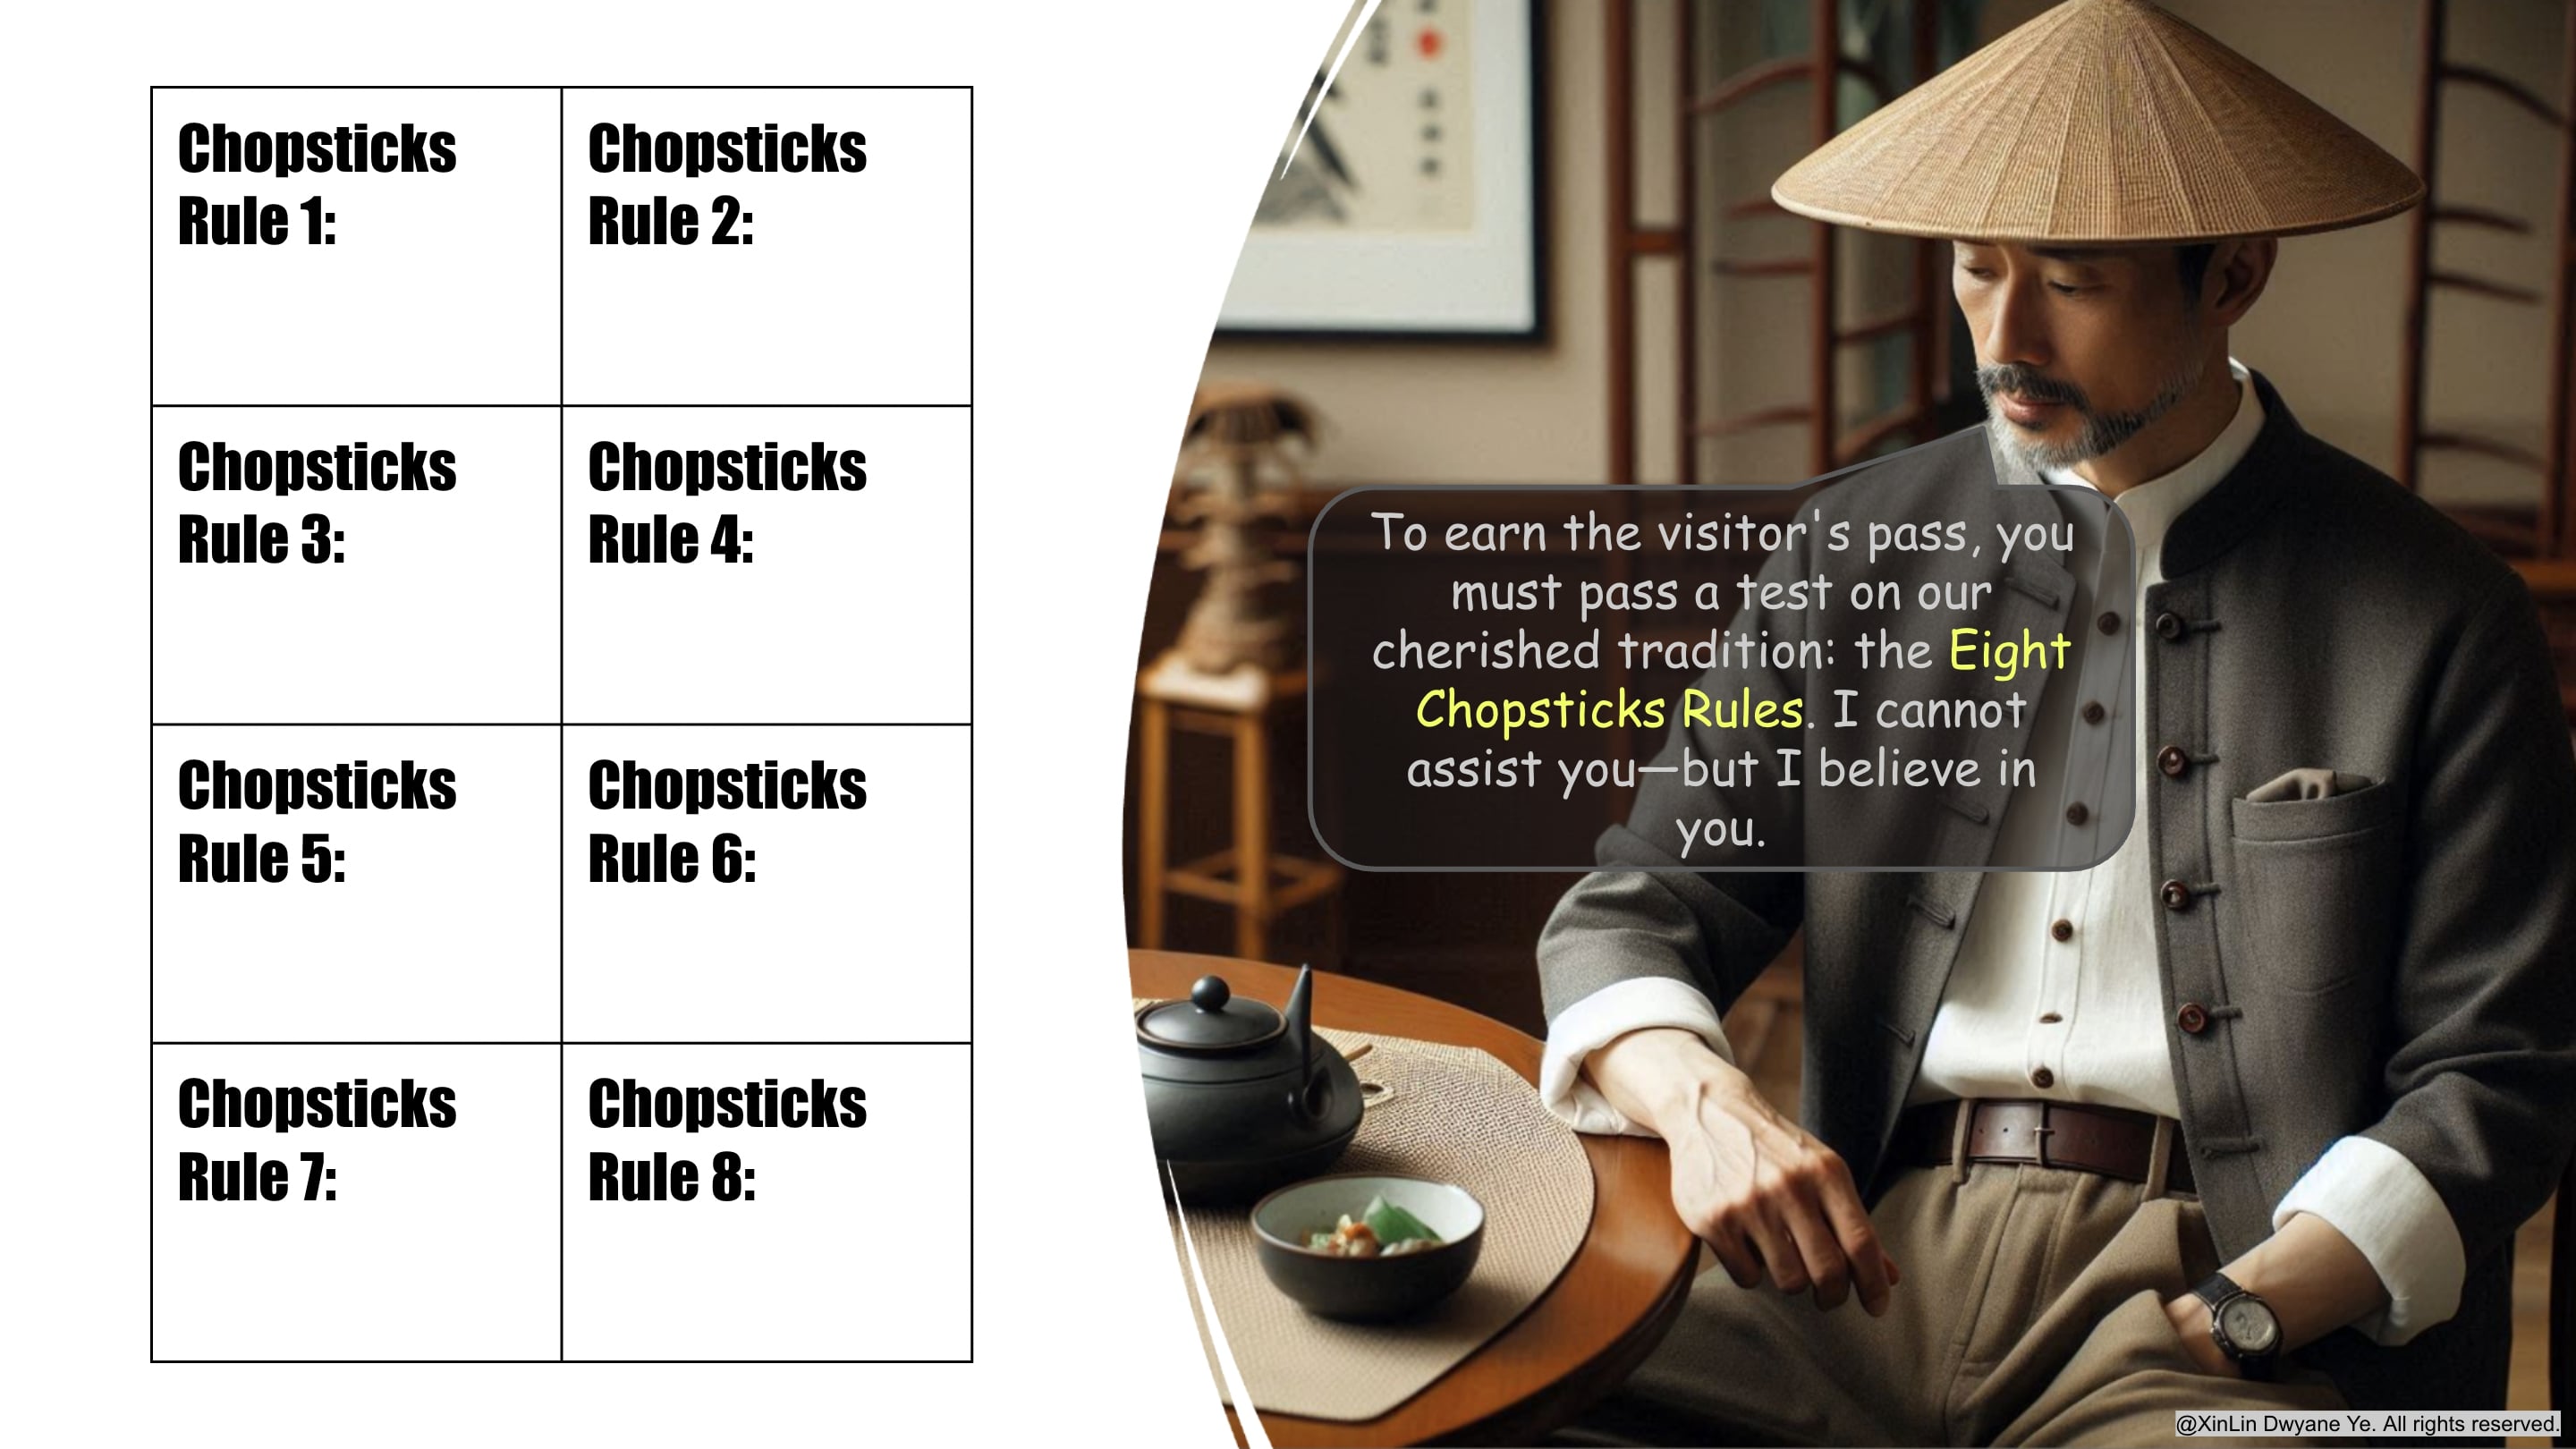 Chopsticks
Rule 1:
Chopsticks
Rule 2:
Chopsticks
Rule 3:
Chopsticks
Rule 4:
Chopsticks
Rule 5:
Chopsticks
Rule 6:
Chopsticks
Rule 7:
Chopsticks
Rule 8:
To earn the visitor's pass, you
must pass a test on our
cherished tradition: the Eight
Chopsticks Rules. I cannot
assist you—but I believe in
you.
@XinLin Dwyane Ye. All rights reserved.